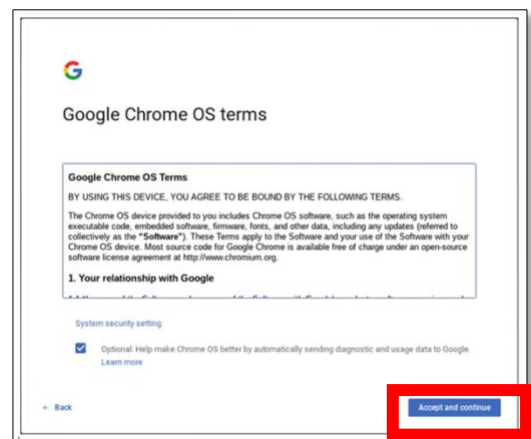 Google Chrome OS terms
Google Chrome OS Terms
BY USING THIS DEVICE, YOU AGREE TO BE BOUND BY THE FOLLOWING TERMS.
The Chrome OS device provided to you includes Chrome OS software, such as the operating system
executable code, embedded software, firmware, fonts, and other data, including any updates (referred to
collectively as the "Software"). These Terms apply to the Software and your use of the Software with your
Chrome OS device. Most source code for Google Chrome is available free of charge under an open-source
software license agreement at http://www.chromium.org.
1. Your relationship with Google
System security setting
Optional: Help make Chrome OS better by automatically sending diagnostic and usage data to Google.
Learn more
← Back
Accept and continue